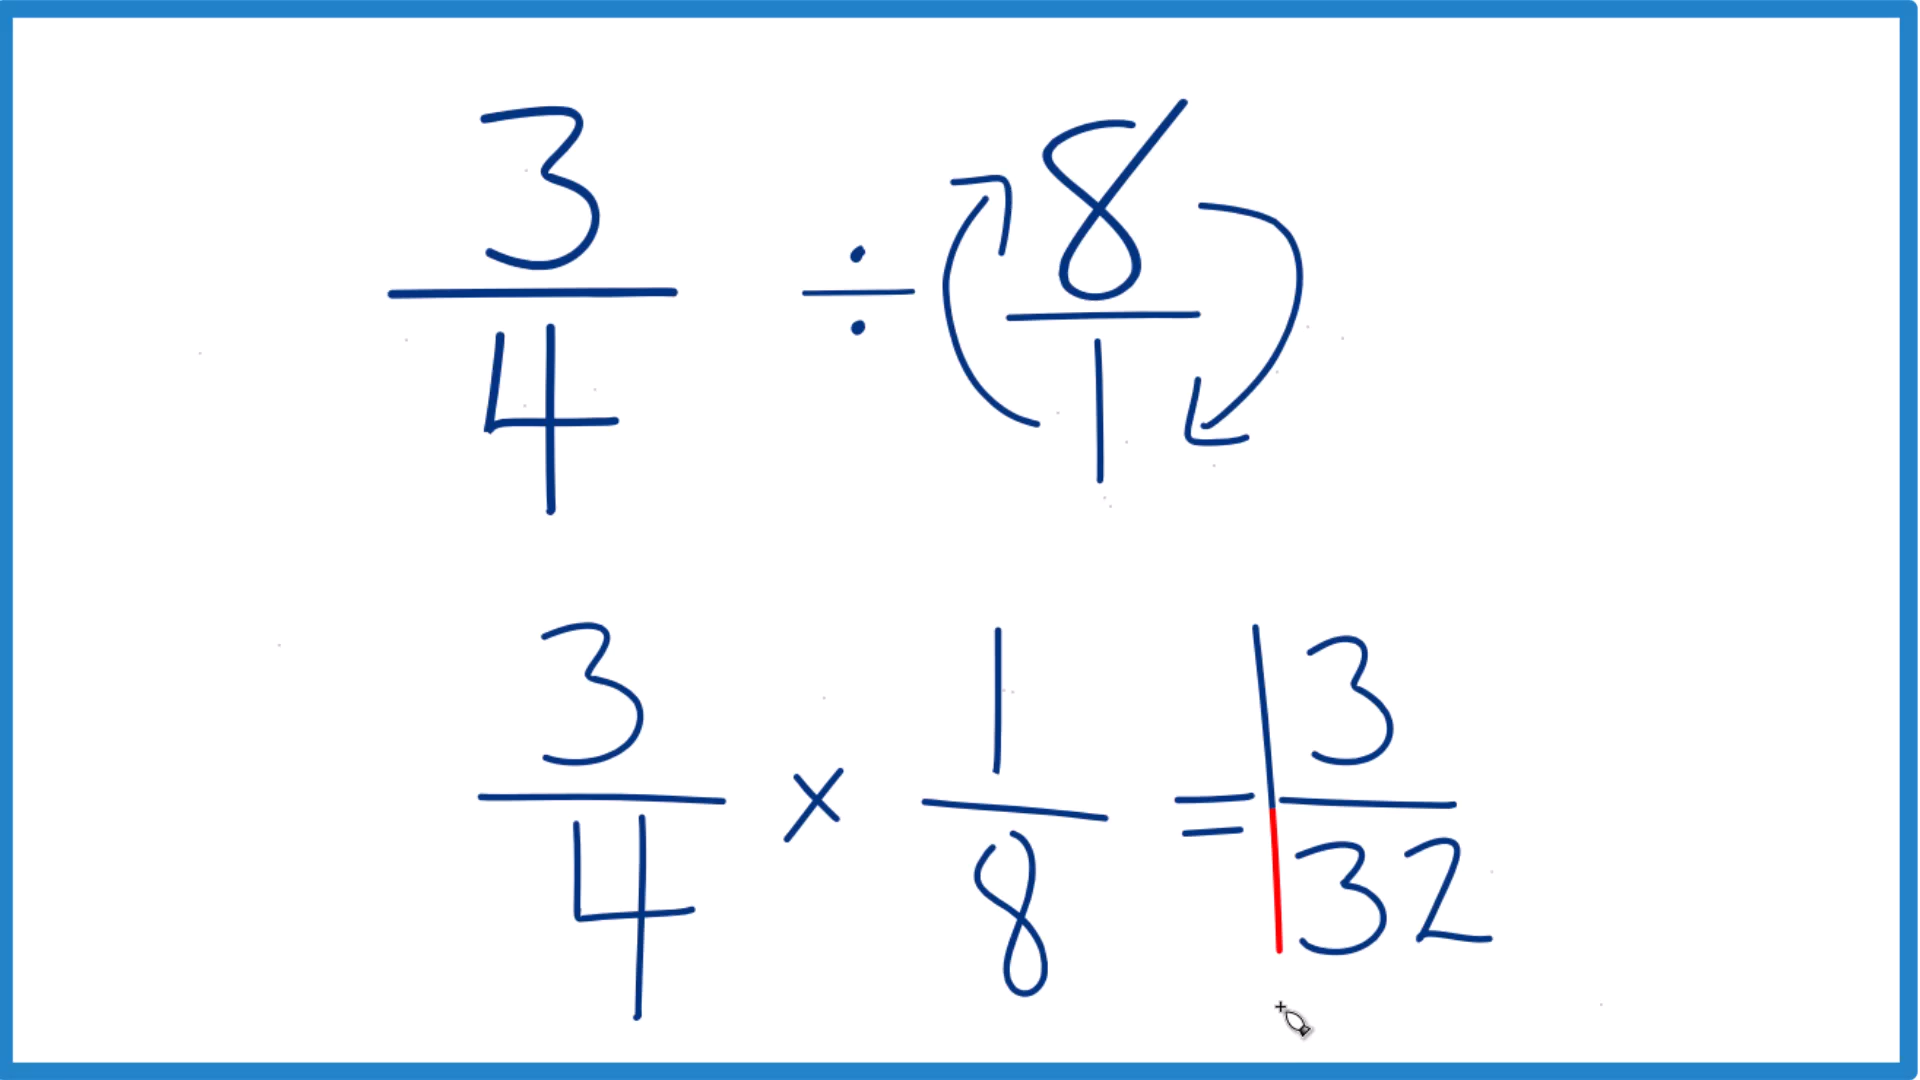 3/4 ÷ 8/1
3/4 × 1/8 = 3/32